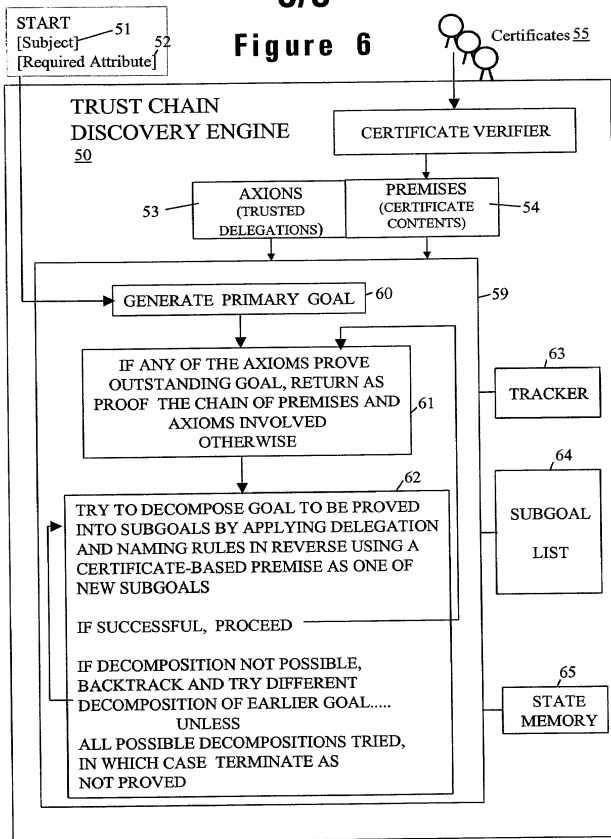 START
[Subject]
51
[Required Attribute]
52
Figure 6
Certificates 55
TRUST CHAIN
DISCOVERY ENGINE
50
CERTIFICATE VERIFIER
53
AXIONS
(TRUSTED
DELEGATIONS)
PREMISES
(CERTIFICATE
CONTENTS)
54
GENERATE PRIMARY GOAL
60
59
IF ANY OF THE AXIOMS PROVE
OUTSTANDING GOAL, RETURN AS
PROOF THE CHAIN OF PREMISES AND
AXIOMS INVOLVED
OTHERWISE
61
63
TRACKER
62
TRY TO DECOMPOSE GOAL TO BE PROVED
INTO SUBGOALS BY APPLYING DELEGATION
AND NAMING RULES IN REVERSE USING A
CERTIFICATE-BASED PREMISE AS ONE OF
NEW SUBGOALS
IF SUCCESSFUL, PROCEED
IF DECOMPOSITION NOT POSSIBLE,
BACKTRACK AND TRY DIFFERENT
DECOMPOSITION OF EARLIER GOAL.....
UNLESS
ALL POSSIBLE DECOMPOSITIONS TRIED,
IN WHICH CASE TERMINATE AS
NOT PROVED
64
SUBGOAL
LIST
65
STATE
MEMORY